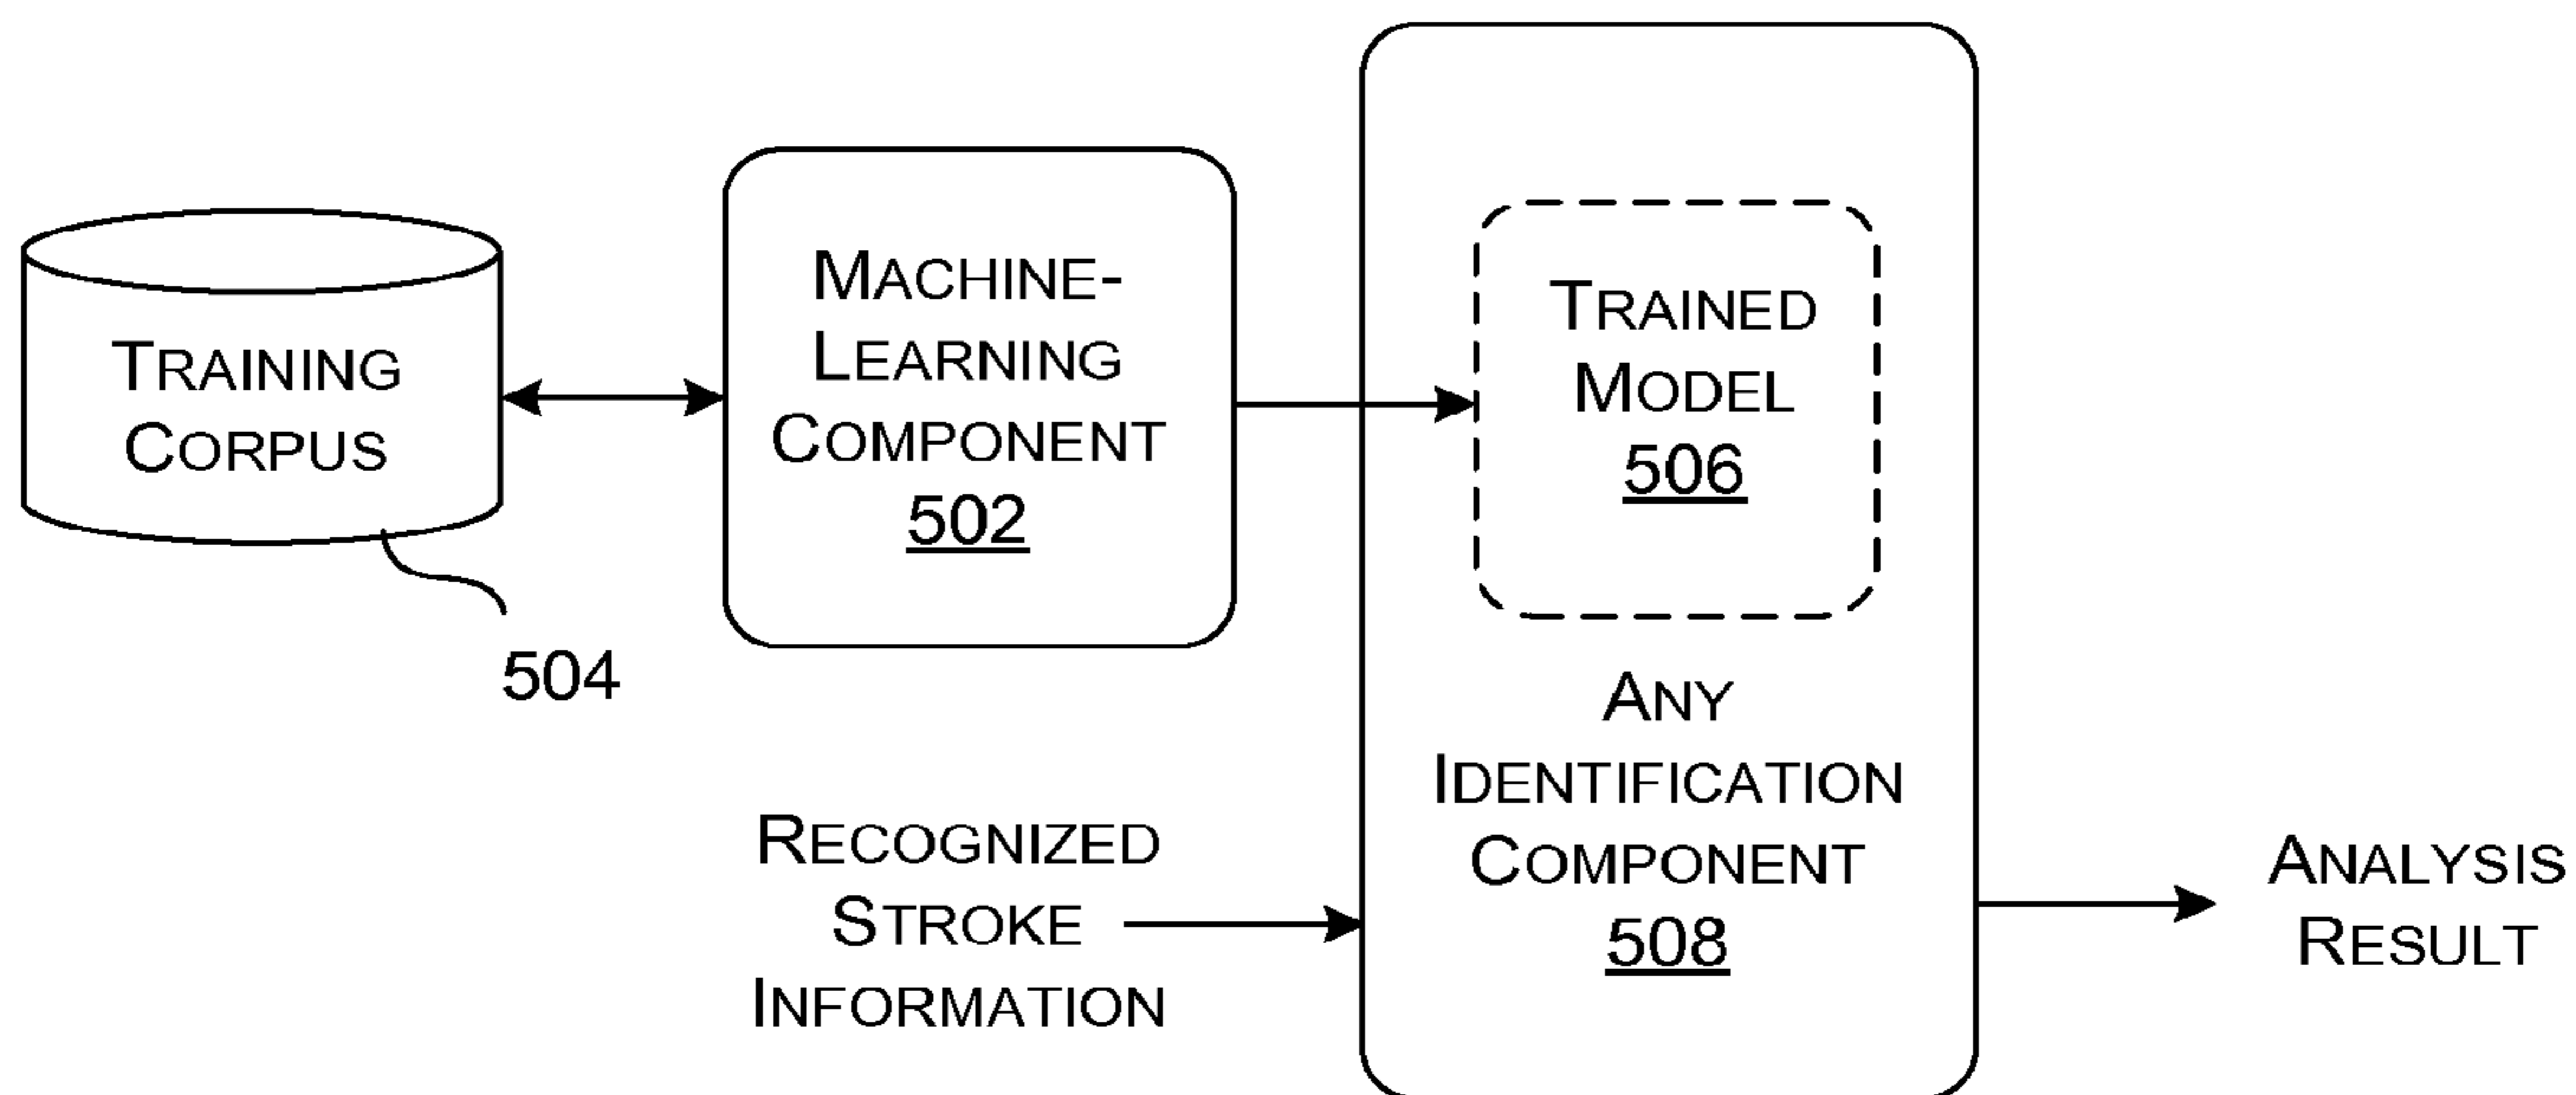 TRAINING
CORPUS
504
MACHINE-
LEARNING
COMPONENT
502
TRAINED
MODEL
506
ANY
IDENTIFICATION
COMPONENT
508
RECOGNIZED
STROKE
INFORMATION
ANALYSIS
RESULT